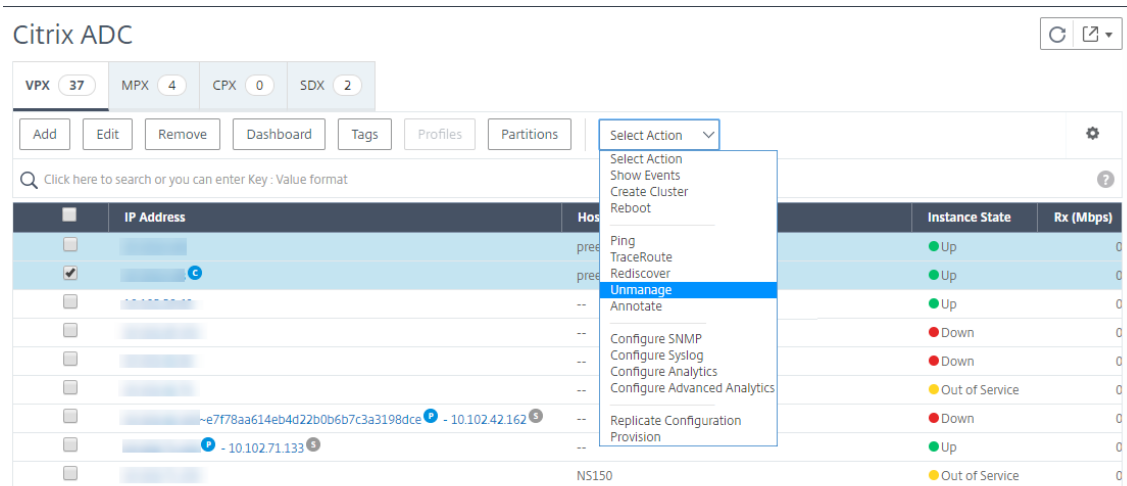 Citrix ADC
VPX 37 MPX 4 CPX 0 SDX 2
Add Edit Remove Dashboard Tags Profiles Partitions Select Action
Click here to search or you can enter Key : Value format ?
Select Action
Show Events
Create Cluster
Reboot
Ping
TraceRoute
Rediscover
Unmanage
Annotate
Configure SNMP
Configure Syslog
Configure Analytics
Configure Advanced Analytics
Replicate Configuration
Provision
IP Address Hos Instance State Rx (Mbps)
pree Up 0
C pree Up 0
-- Up 0
-- Down 0
-- Down 0
-- Out of Service 0
~e7f78aa614eb4d22b0b6b7c3a3198dce P - 10.102.42.162 S -- Down 0
P - 10.102.71.133 S -- Up 0
NS150 Out of Service 0